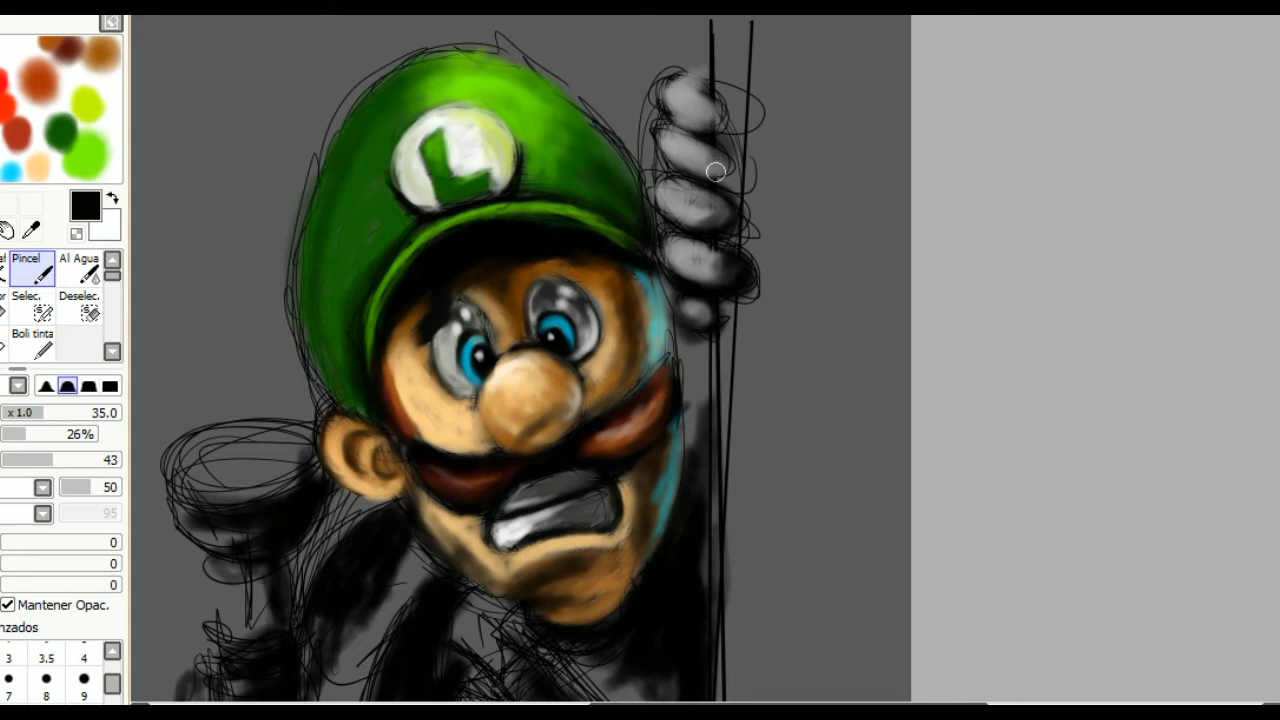 L
Pincel
Al Agua
Selec.
Deselec.
Boli tinta
x 1.0 35.0
26%
43
50
95
0
0
0
Mantener Opac.
nzados
3 3.5 4
7 8 9